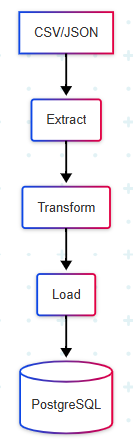 CSV/JSON
Extract
Transform
Load
PostgreSQL